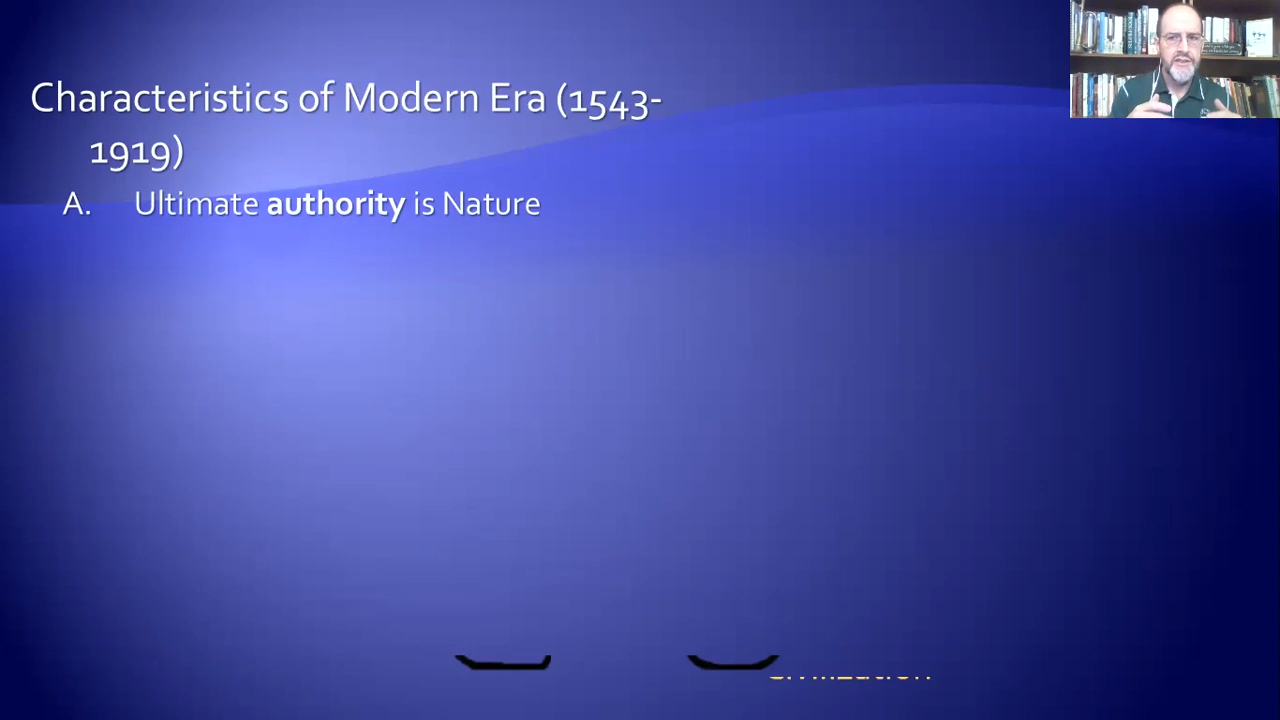 Characteristics of Modern Era (1543-
1919)
A. Ultimate authority is Nature